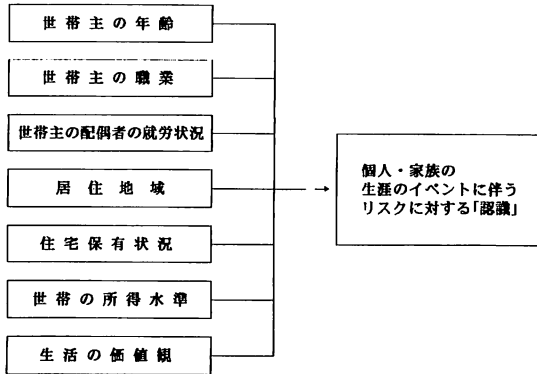 世帯主の年齢
世帯主の職業
世帯主の配偶者の就労状況
居住地域
住宅保有状況
世帯の所得水準
生活の価値観
個人・家族の
生涯のイベントに伴う
リスクに対する「認識」